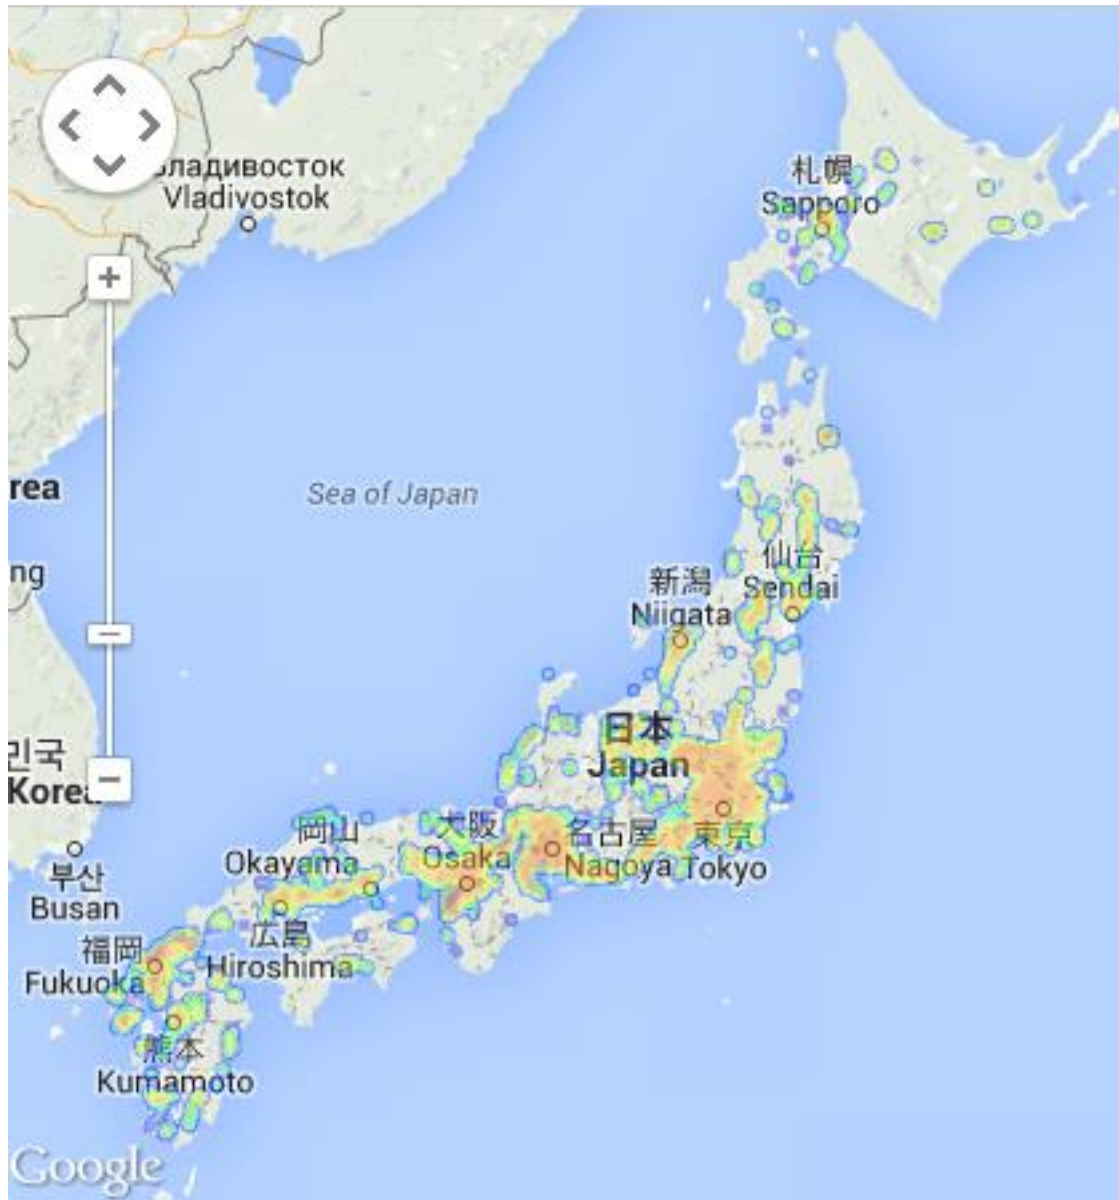 Владивосток
Vladivostok
札幌
Sapporo
rea
Sea of Japan
ng
仙台
Sendai
新潟
Niigata
日本
Japan
민국
Korea
岡山
Okayama
大阪
Osaka
名古屋
Nagoya
東京
Tokyo
부산
Busan
広島
Hiroshima
福岡
Fukuoka
熊本
Kumamoto
Google